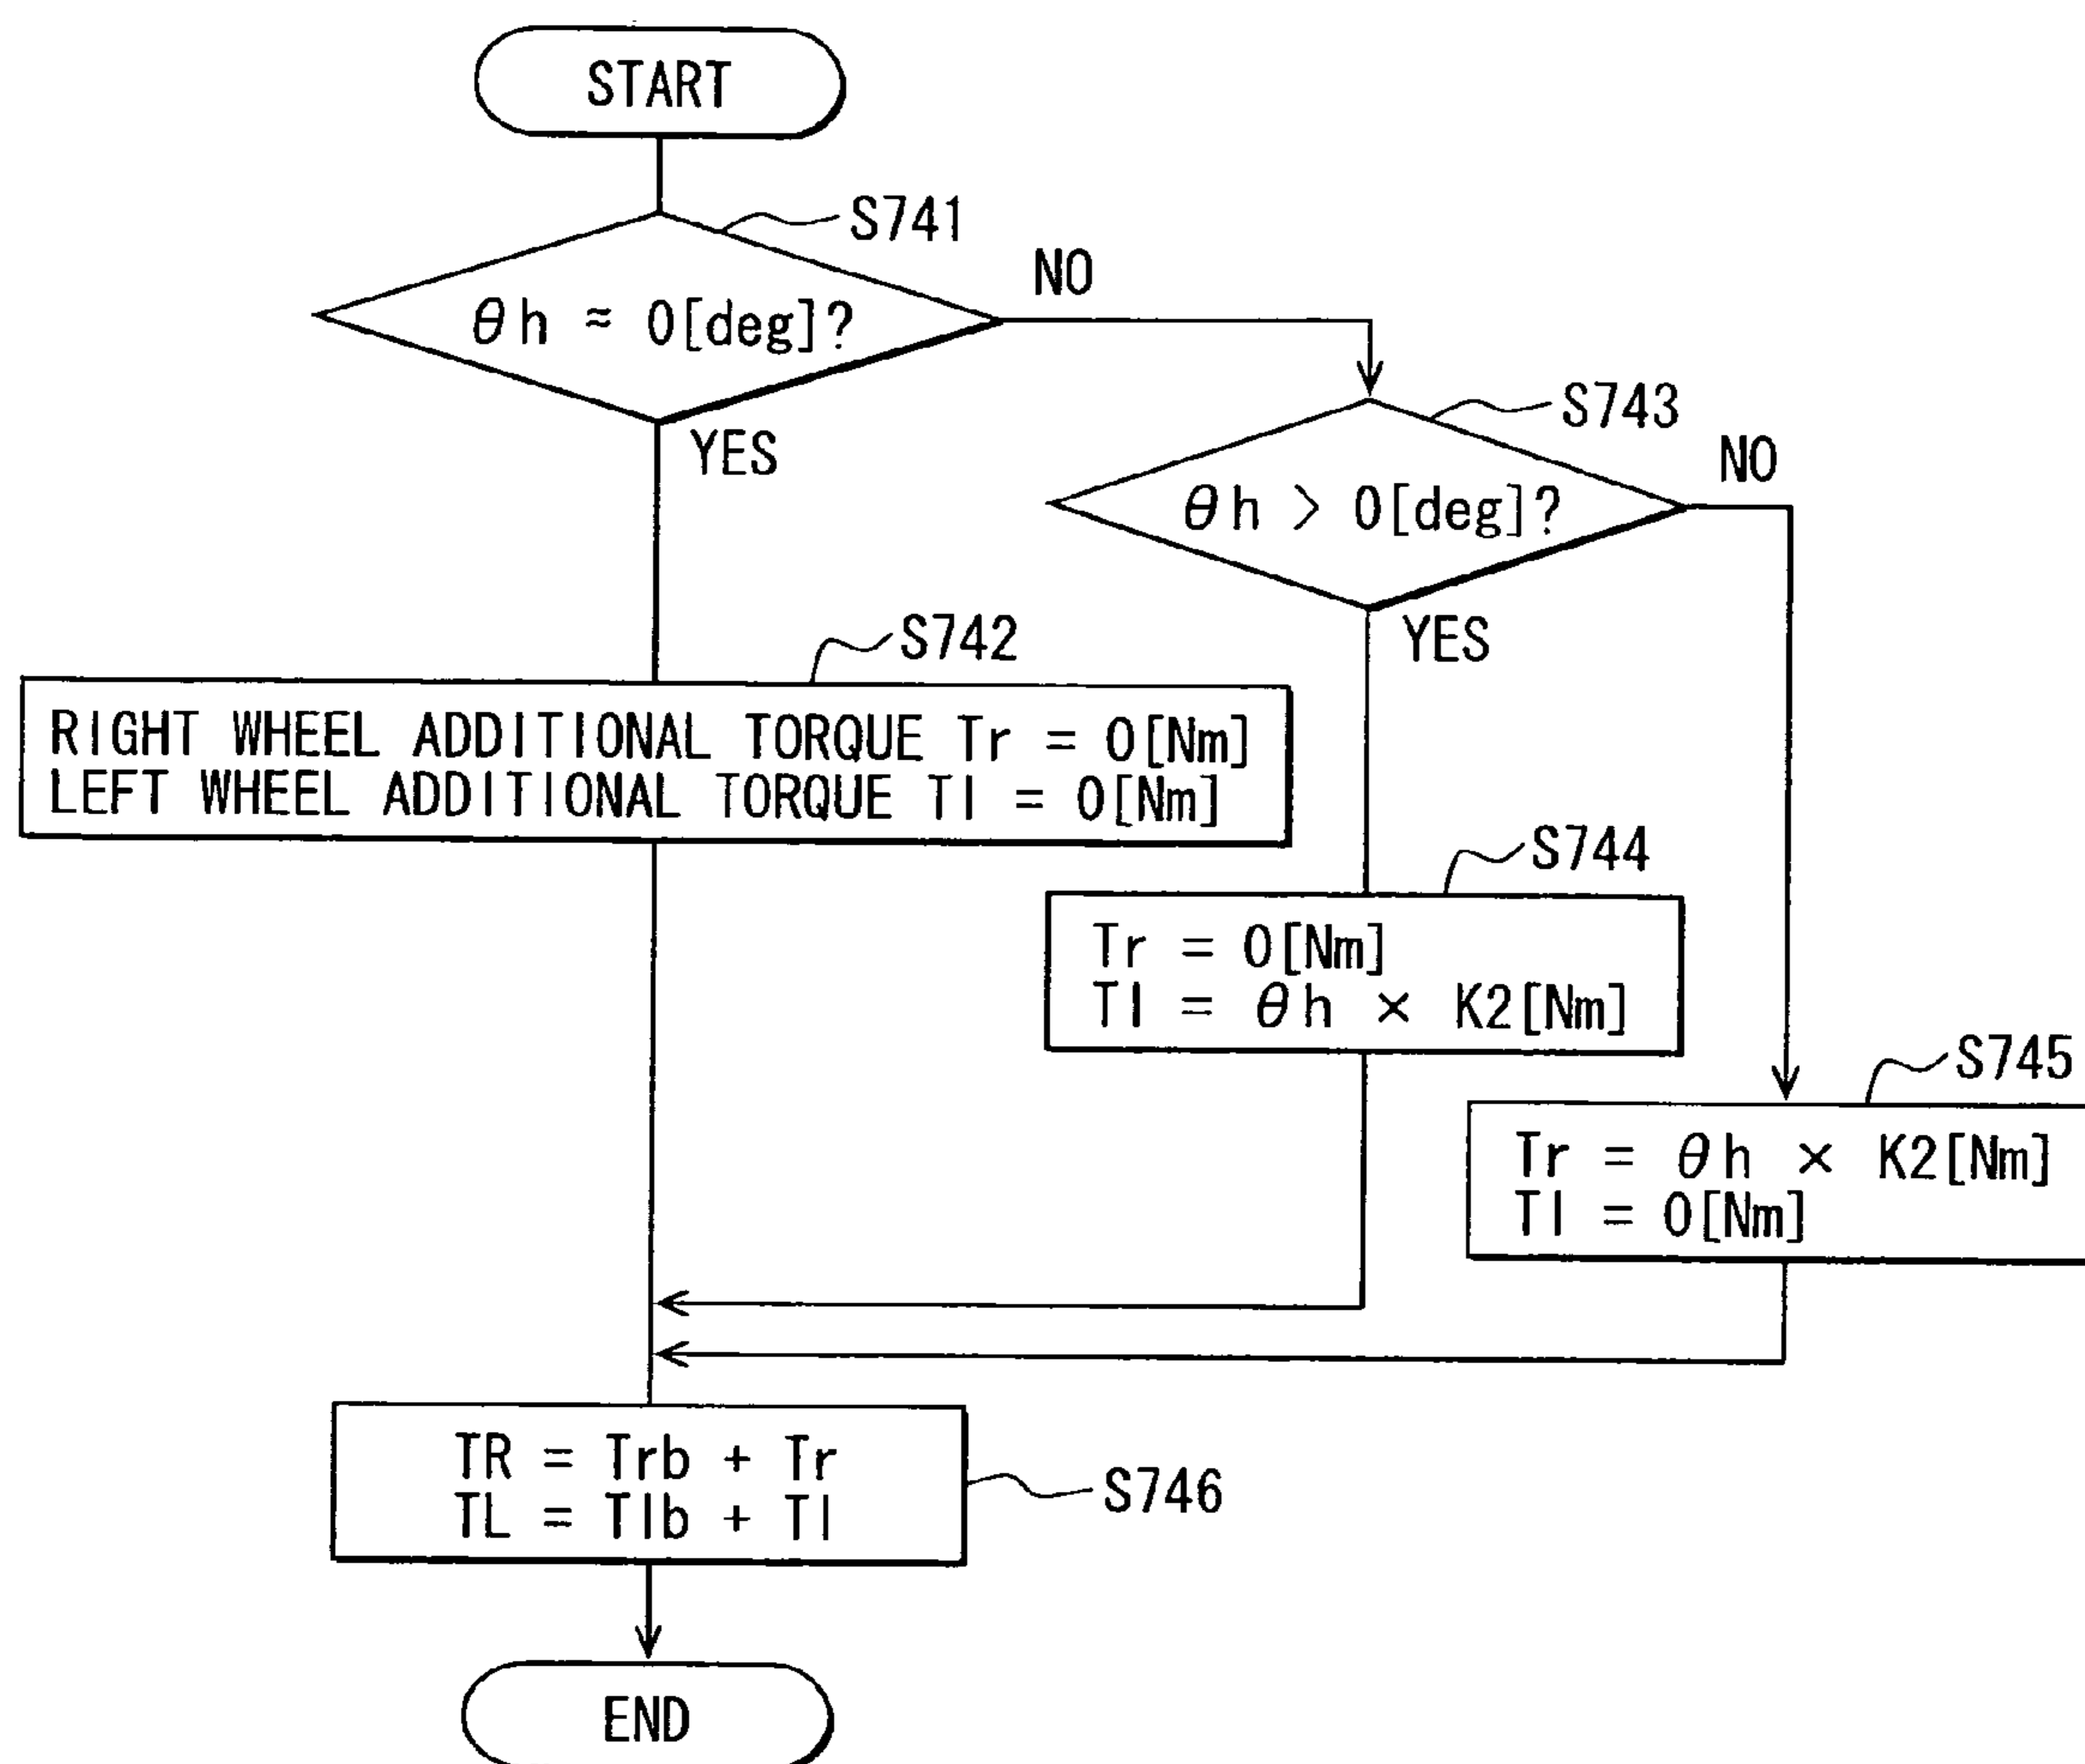 START
S741
θh ≈ 0[deg]?
NO
YES
S743
θh > 0[deg]?
NO
YES
S742
RIGHT WHEEL ADDITIONAL TORQUE Tr = 0[Nm]
LEFT WHEEL ADDITIONAL TORQUE Tl = 0[Nm]
S744
Tr = 0[Nm]
Tl = θh × K2[Nm]
S745
Tr = θh × K2[Nm]
Tl = 0[Nm]
TR = Trb + Tr
TL = Tlb + Tl
S746
END